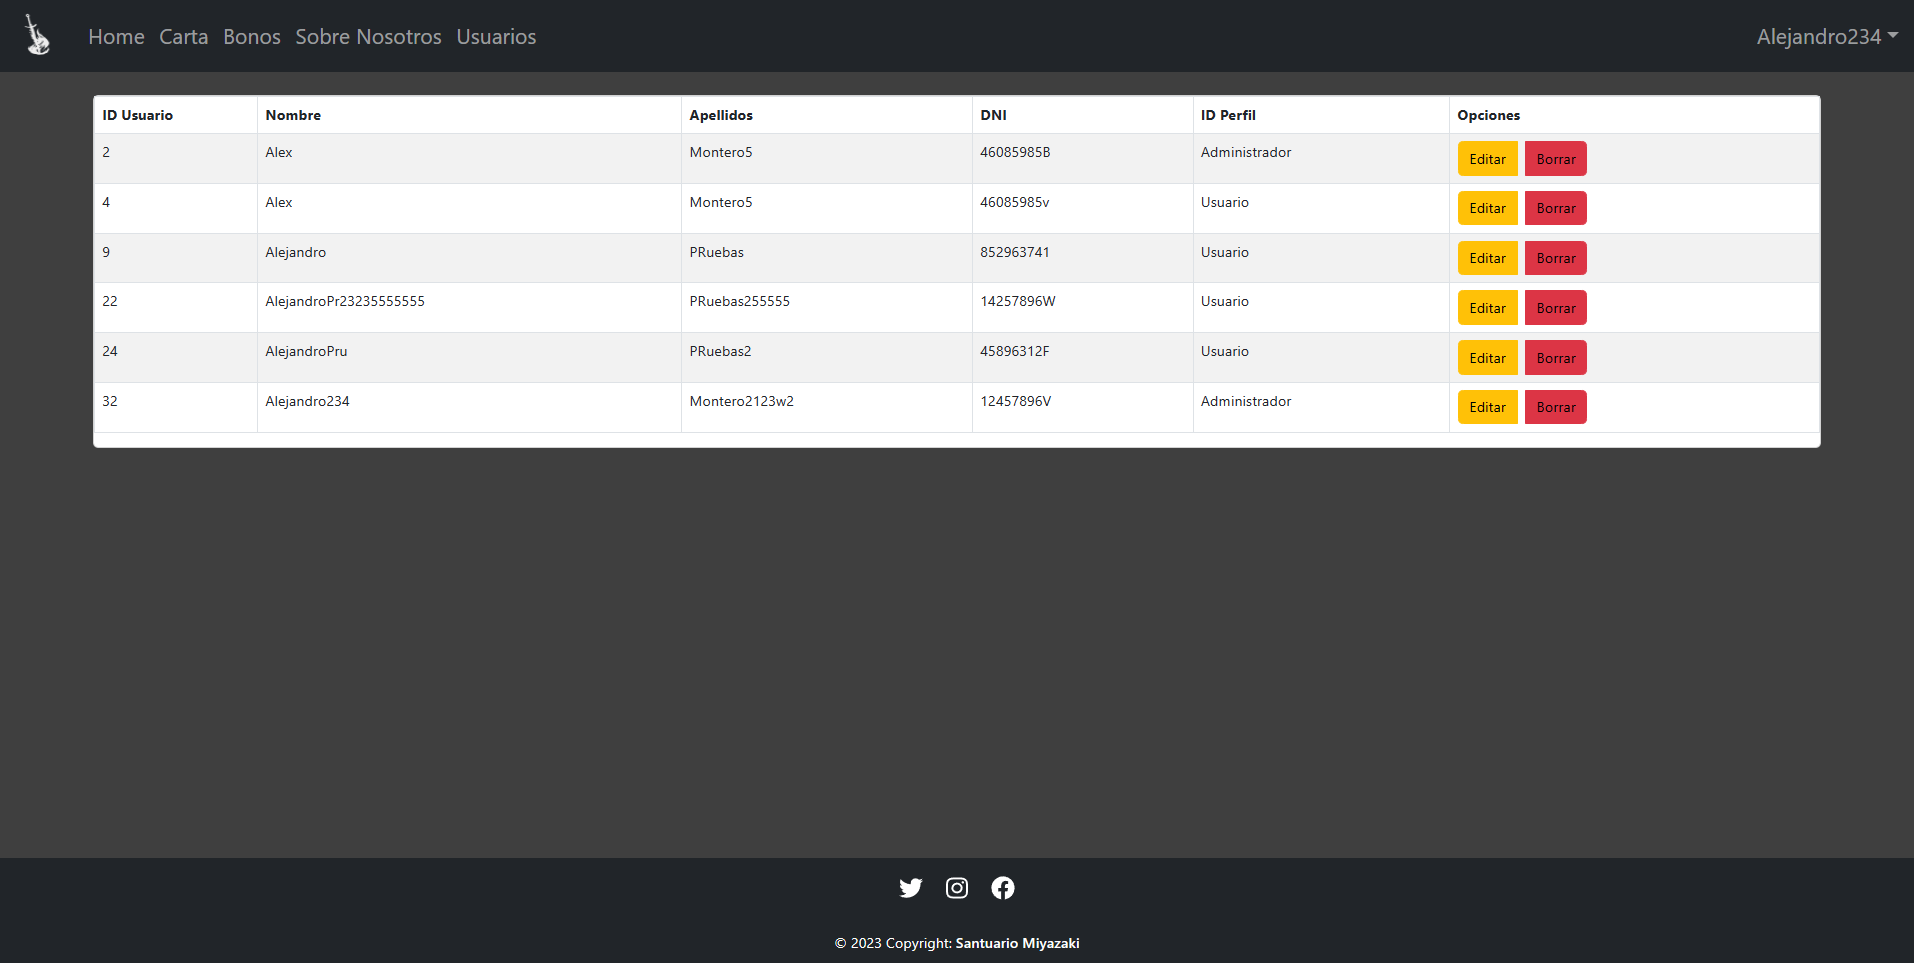 Home Carta Bonos Sobre Nosotros Usuarios Alejandro234
ID Usuario Nombre Apellidos DNI ID Perfil Opciones
2 Alex Montero5 46085985B Administrador Editar Borrar
4 Alex Montero5 46085985v Usuario Editar Borrar
9 Alejandro PRuebas 852963741 Usuario Editar Borrar
22 AlejandroPr23235555555 PRuebas255555 14257896W Usuario Editar Borrar
24 AlejandroPru PRuebas2 45896312F Usuario Editar Borrar
32 Alejandro234 Montero2123w2 12457896V Administrador Editar Borrar
© 2023 Copyright: Santuario Miyazaki